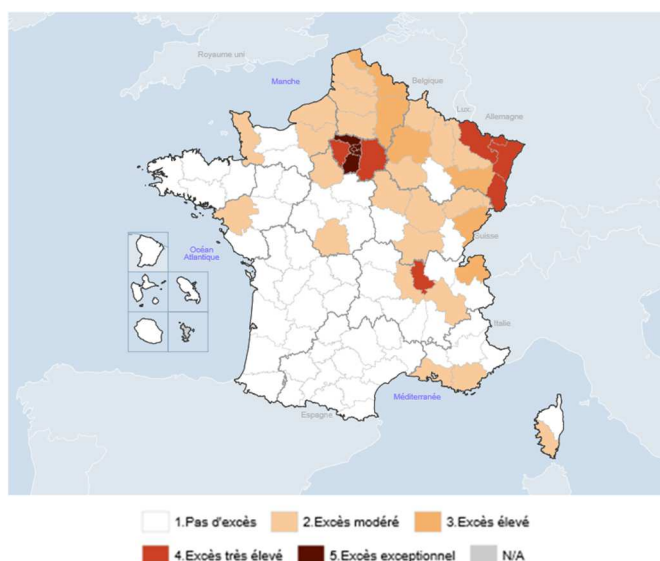 Royaume uni
Manche
Belgique
Lux.
Allemagne
Suisse
Océan
Atlantique
Italie
Méditerranée
Espagne
1.Pas d'excès
2.Excès modéré
3.Excès élevé
4.Excès très élevé
5.Excès exceptionnel
N/A